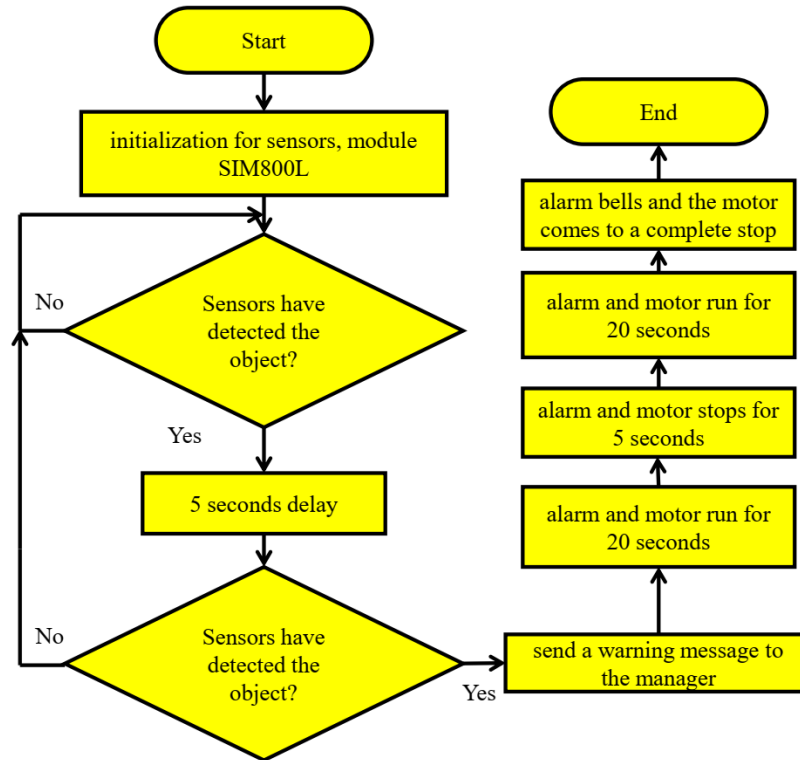 Start
initialization for sensors, module
SIM800L
No
Sensors have
detected the
object?
Yes
5 seconds delay
No
Sensors have
detected the
object?
Yes
send a warning message to
the manager
alarm and motor run for
20 seconds
alarm and motor stops for
5 seconds
alarm and motor run for
20 seconds
alarm bells and the motor
comes to a complete stop
End